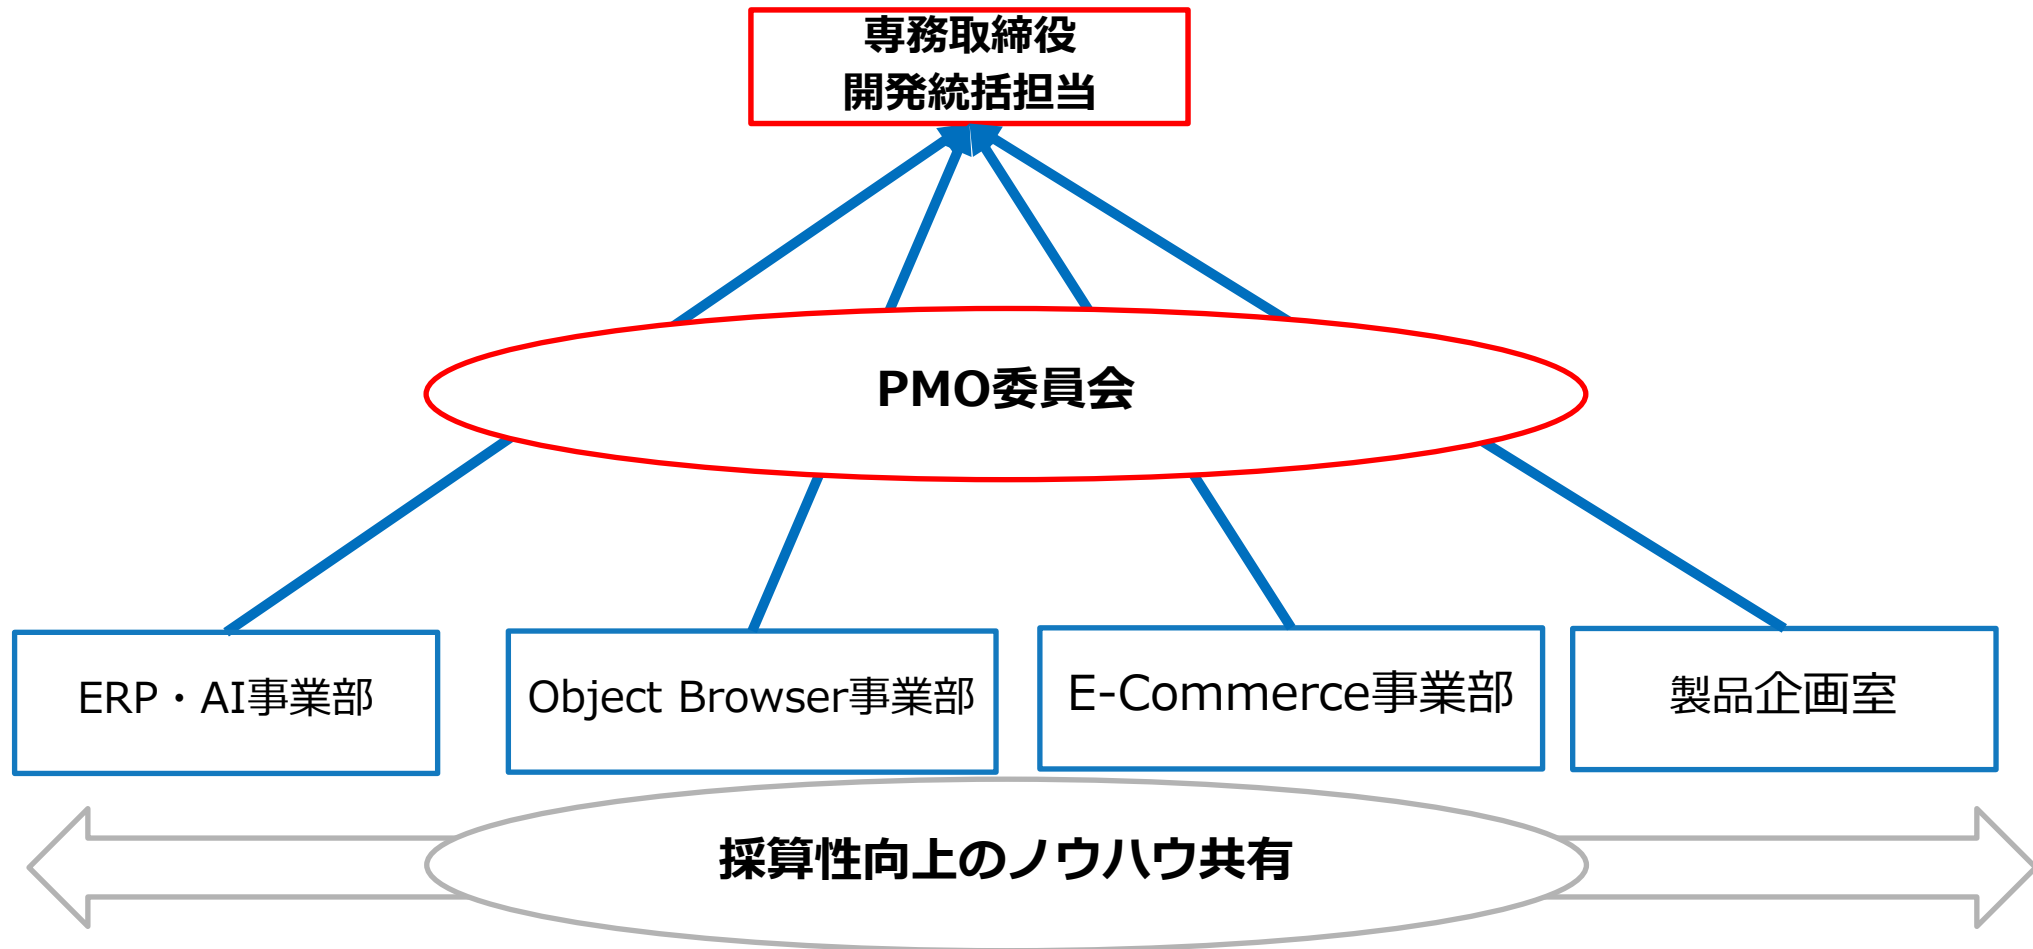 専務取締役
開発統括担当
PMO委員会
ERP・AI事業部
Object Browser事業部
E-Commerce事業部
製品企画室
採算性向上のノウハウ共有